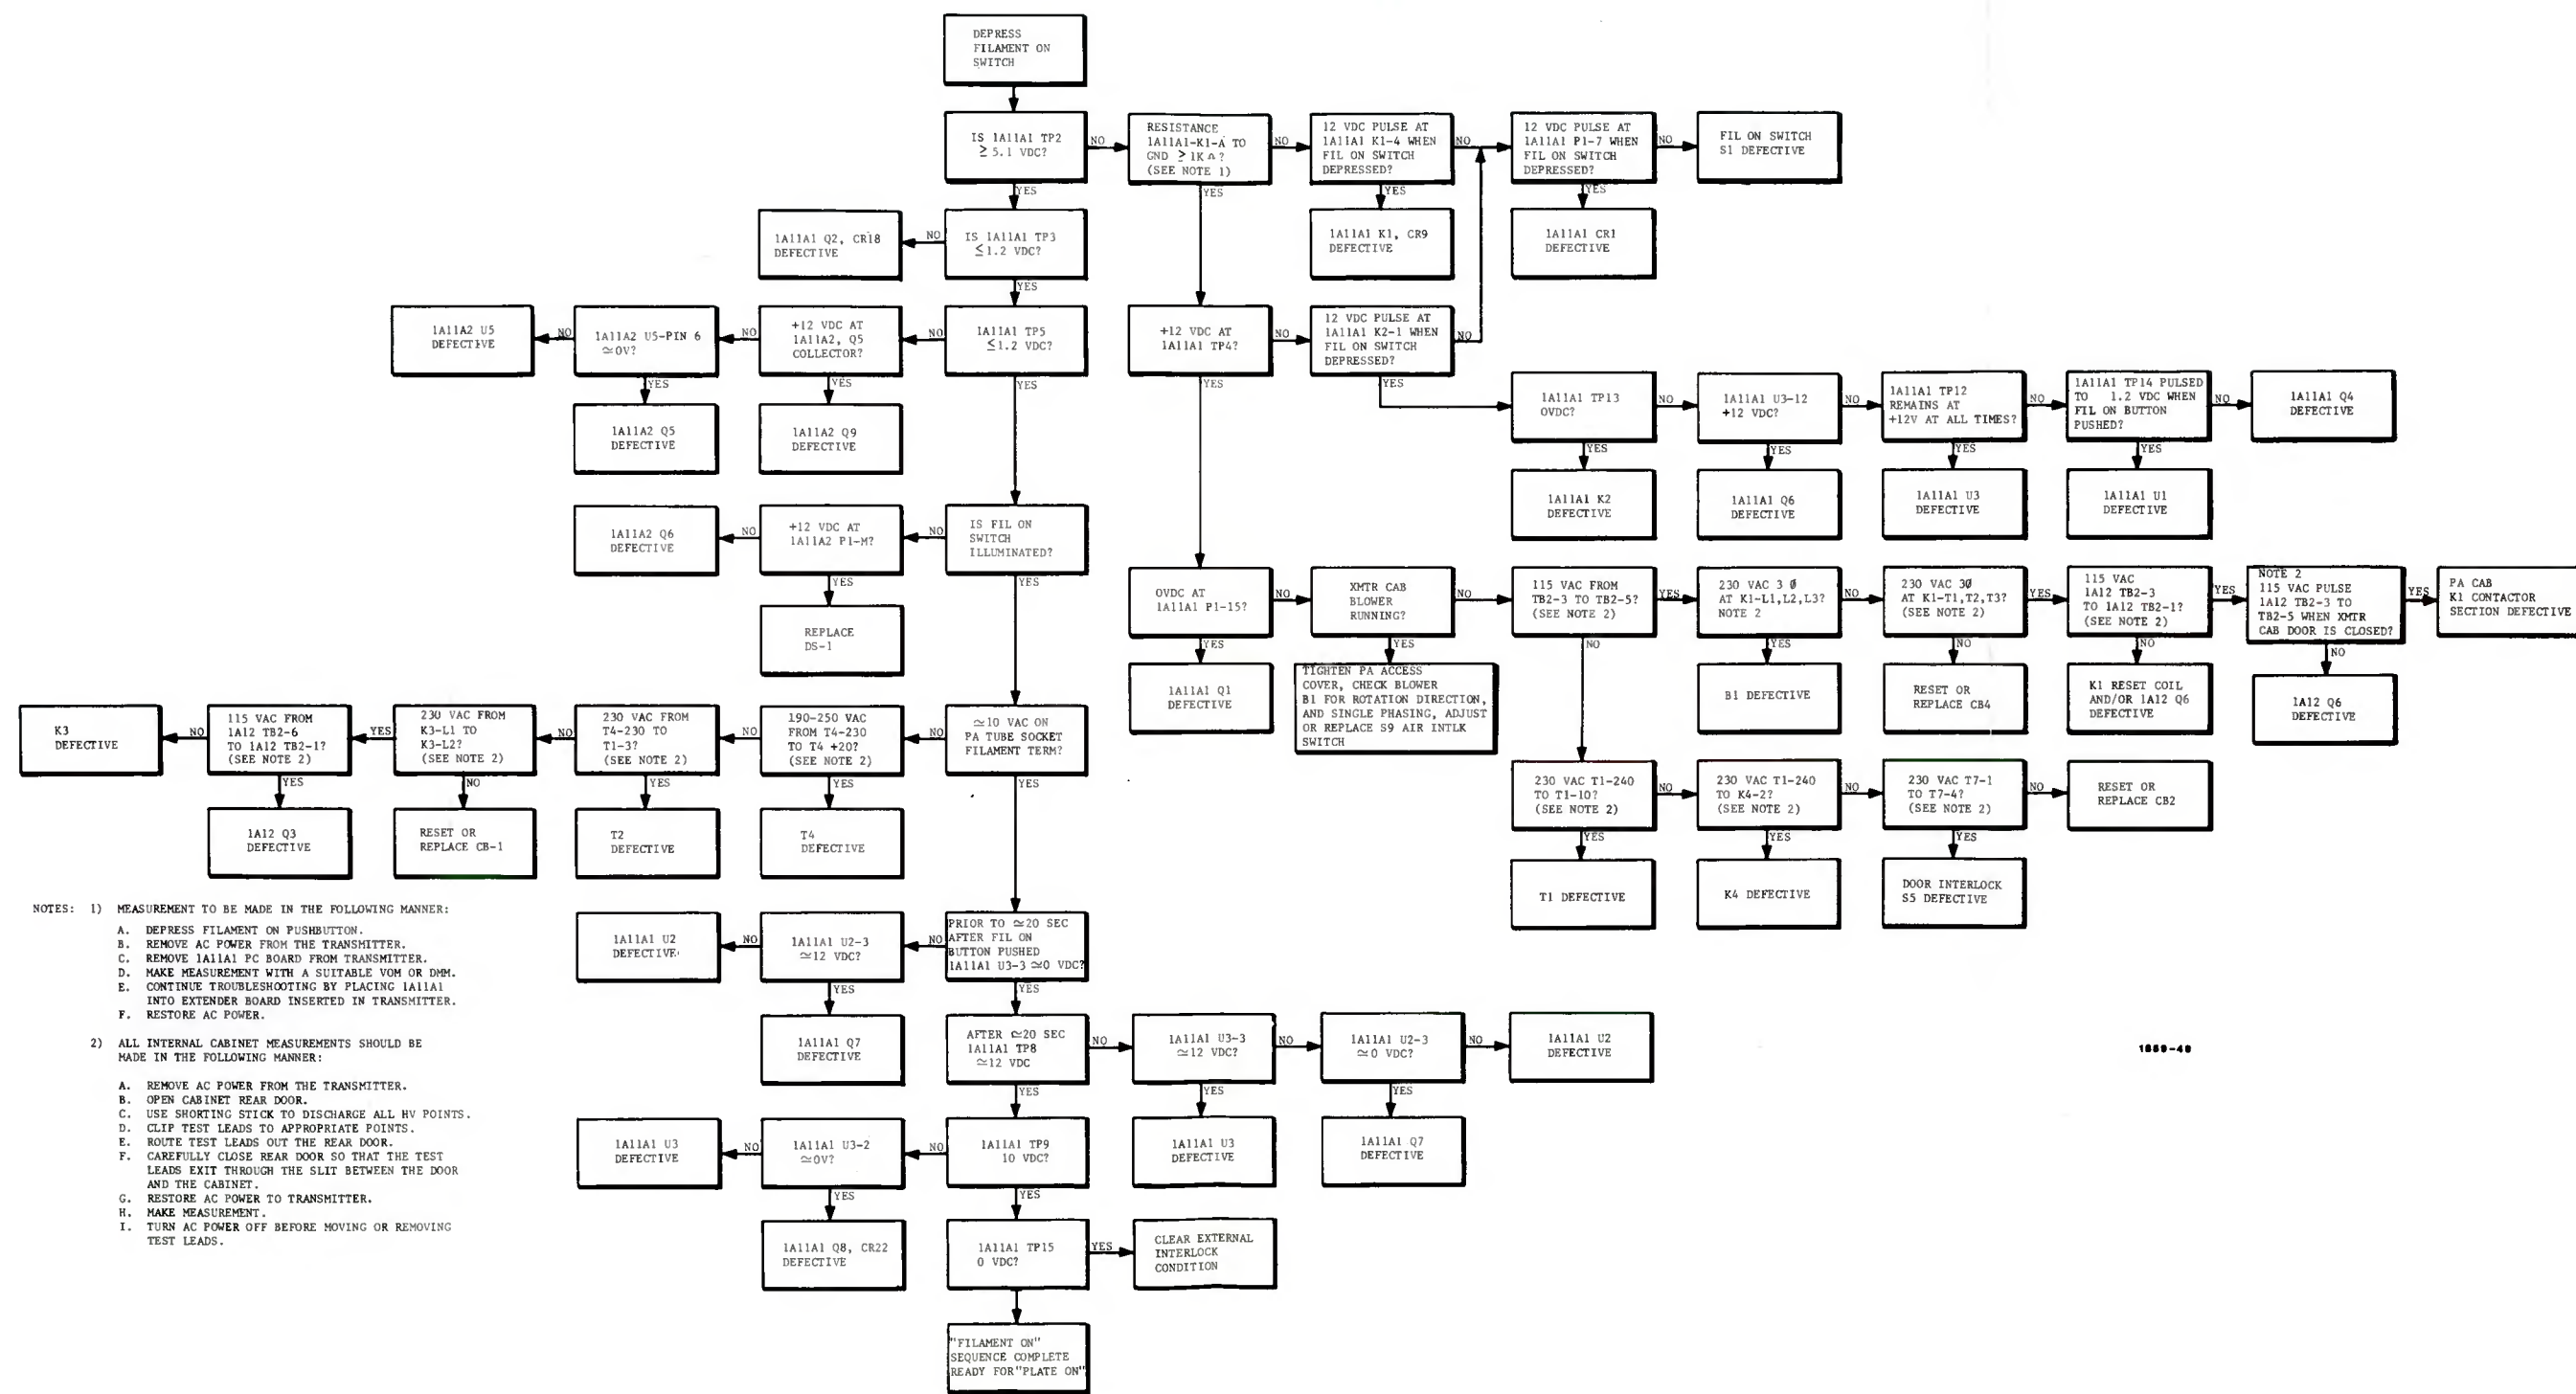 DEPRESS
FILAMENT ON
SWITCH
IS 1A11A1 TP2
≥ 5.1 VDC?
NO
RESISTANCE
1A11A1-K1-A TO
GND ≥ 1K Ω?
(SEE NOTE 1)
NO
12 VDC PULSE AT
1A11A1 K1-4 WHEN
FIL ON SWITCH
DEPRESSED?
NO
12 VDC PULSE AT
1A11A1 P1-7 WHEN
FIL ON SWITCH
DEPRESSED?
NO
FIL ON SWITCH
S1 DEFECTIVE
YES
YES
YES
YES
1A11A1 Q2, CR18
DEFECTIVE
NO
IS 1A11A1 TP3
≤ 1.2 VDC?
1A11A1 K1, CR9
DEFECTIVE
1A11A1 CR1
DEFECTIVE
YES
1A11A2 U5
DEFECTIVE
NO
1A11A2 U5-PIN 6
≃ 0V?
NO
+12 VDC AT
1A11A2, Q5
COLLECTOR?
NO
1A11A1 TP5
≤ 1.2 VDC?
+12 VDC AT
1A11A1 TP4?
NO
12 VDC PULSE AT
1A11A1 K2-1 WHEN
FIL ON SWITCH
DEPRESSED?
NO
YES
YES
YES
YES
YES
1A11A2 Q5
DEFECTIVE
1A11A2 Q9
DEFECTIVE
1A11A1 TP13
0VDC?
NO
1A11A1 U3-12
+12 VDC?
NO
1A11A1 TP12
REMAINS AT
+12V AT ALL TIMES?
NO
1A11A1 TP14 PULSED
TO 1.2 VDC WHEN
FIL ON BUTTON
PUSHED?
NO
1A11A1 Q4
DEFECTIVE
YES
YES
YES
YES
1A11A1 K2
DEFECTIVE
1A11A1 Q6
DEFECTIVE
1A11A1 U3
DEFECTIVE
1A11A1 U1
DEFECTIVE
1A11A2 Q6
DEFECTIVE
NO
+12 VDC AT
1A11A2 P1-M?
NO
IS FIL ON
SWITCH
ILLUMINATED?
YES
YES
REPLACE
DS-1
0VDC AT
1A11A1 P1-15?
NO
XMTR CAB
BLOWER
RUNNING?
NO
115 VAC FROM
TB2-3 TO TB2-5?
(SEE NOTE 2)
YES
230 VAC 3 Ø
AT K1-L1,L2,L3?
NOTE 2
NO
230 VAC 3Ø
AT K1-T1,T2,T3?
(SEE NOTE 2)
YES
115 VAC
1A12 TB2-3
TO 1A12 TB2-1?
(SEE NOTE 2)
YES
NOTE 2
115 VAC PULSE
1A12 TB2-3 TO
TB2-5 WHEN XMTR
CAB DOOR IS CLOSED?
YES
PA CAB
K1 CONTACTOR
SECTION DEFECTIVE
YES
YES
NO
YES
NO
NO
NO
1A11A1 Q1
DEFECTIVE
TIGHTEN PA ACCESS
COVER, CHECK BLOWER
B1 FOR ROTATION DIRECTION,
AND SINGLE PHASING, ADJUST
OR REPLACE S9 AIR INTLK
SWITCH
B1 DEFECTIVE
RESET OR
REPLACE CB4
K1 RESET COIL
AND/OR 1A12 Q6
DEFECTIVE
1A12 Q6
DEFECTIVE
K3
DEFECTIVE
NO
115 VAC FROM
1A12 TB2-6
TO 1A12 TB2-1?
(SEE NOTE 2)
YES
230 VAC FROM
K3-L1 TO
K3-L2?
(SEE NOTE 2)
NO
230 VAC FROM
T4-230 TO
T1-3?
(SEE NOTE 2)
NO
190-250 VAC
FROM T4-230
TO T4 +20?
(SEE NOTE 2)
NO
≃10 VAC ON
PA TUBE SOCKET
FILAMENT TERM?
YES
NO
YES
YES
YES
1A12 Q3
DEFECTIVE
RESET OR
REPLACE CB-1
T2
DEFECTIVE
T4
DEFECTIVE
230 VAC T1-240
TO T1-10?
(SEE NOTE 2)
NO
230 VAC T1-240
TO K4-2?
(SEE NOTE 2)
NO
230 VAC T7-1
TO T7-4?
(SEE NOTE 2)
NO
RESET OR
REPLACE CB2
YES
YES
YES
T1 DEFECTIVE
K4 DEFECTIVE
DOOR INTERLOCK
S5 DEFECTIVE
NOTES: 1) MEASUREMENT TO BE MADE IN THE FOLLOWING MANNER:
A. DEPRESS FILAMENT ON PUSHBUTTON.
B. REMOVE AC POWER FROM THE TRANSMITTER.
C. REMOVE 1A11A1 PC BOARD FROM TRANSMITTER.
D. MAKE MEASUREMENT WITH A SUITABLE VOM OR DMM.
E. CONTINUE TROUBLESHOOTING BY PLACING 1A11A1
INTO EXTENDER BOARD INSERTED IN TRANSMITTER.
F. RESTORE AC POWER.
2) ALL INTERNAL CABINET MEASUREMENTS SHOULD BE
MADE IN THE FOLLOWING MANNER:
A. REMOVE AC POWER FROM THE TRANSMITTER.
B. OPEN CABINET REAR DOOR.
C. USE SHORTING STICK TO DISCHARGE ALL HV POINTS.
D. CLIP TEST LEADS TO APPROPRIATE POINTS.
E. ROUTE TEST LEADS OUT THE REAR DOOR.
F. CAREFULLY CLOSE REAR DOOR SO THAT THE TEST
LEADS EXIT THROUGH THE SLIT BETWEEN THE DOOR
AND THE CABINET.
G. RESTORE AC POWER TO TRANSMITTER.
H. MAKE MEASUREMENT.
I. TURN AC POWER OFF BEFORE MOVING OR REMOVING
TEST LEADS.
1A11A1 U2
DEFECTIVE
NO
1A11A1 U2-3
≃12 VDC?
NO
PRIOR TO ≃20 SEC
AFTER FIL ON
BUTTON PUSHED
1A11A1 U3-3 ≃0 VDC?
YES
YES
1A11A1 Q7
DEFECTIVE
AFTER ≃20 SEC
1A11A1 TP8
≃12 VDC
NO
1A11A1 U3-3
≃12 VDC?
NO
1A11A1 U2-3
≃ 0 VDC?
NO
1A11A1 U2
DEFECTIVE
YES
YES
YES
1A11A1 U3
DEFECTIVE
NO
1A11A1 U3-2
≃0V?
NO
1A11A1 TP9
10 VDC?
1A11A1 U3
DEFECTIVE
1A11A1 Q7
DEFECTIVE
YES
YES
1A11A1 Q8, CR22
DEFECTIVE
1A11A1 TP15
0 VDC?
YES
CLEAR EXTERNAL
INTERLOCK
CONDITION
"FILAMENT ON"
SEQUENCE COMPLETE
READY FOR"PLATE ON"